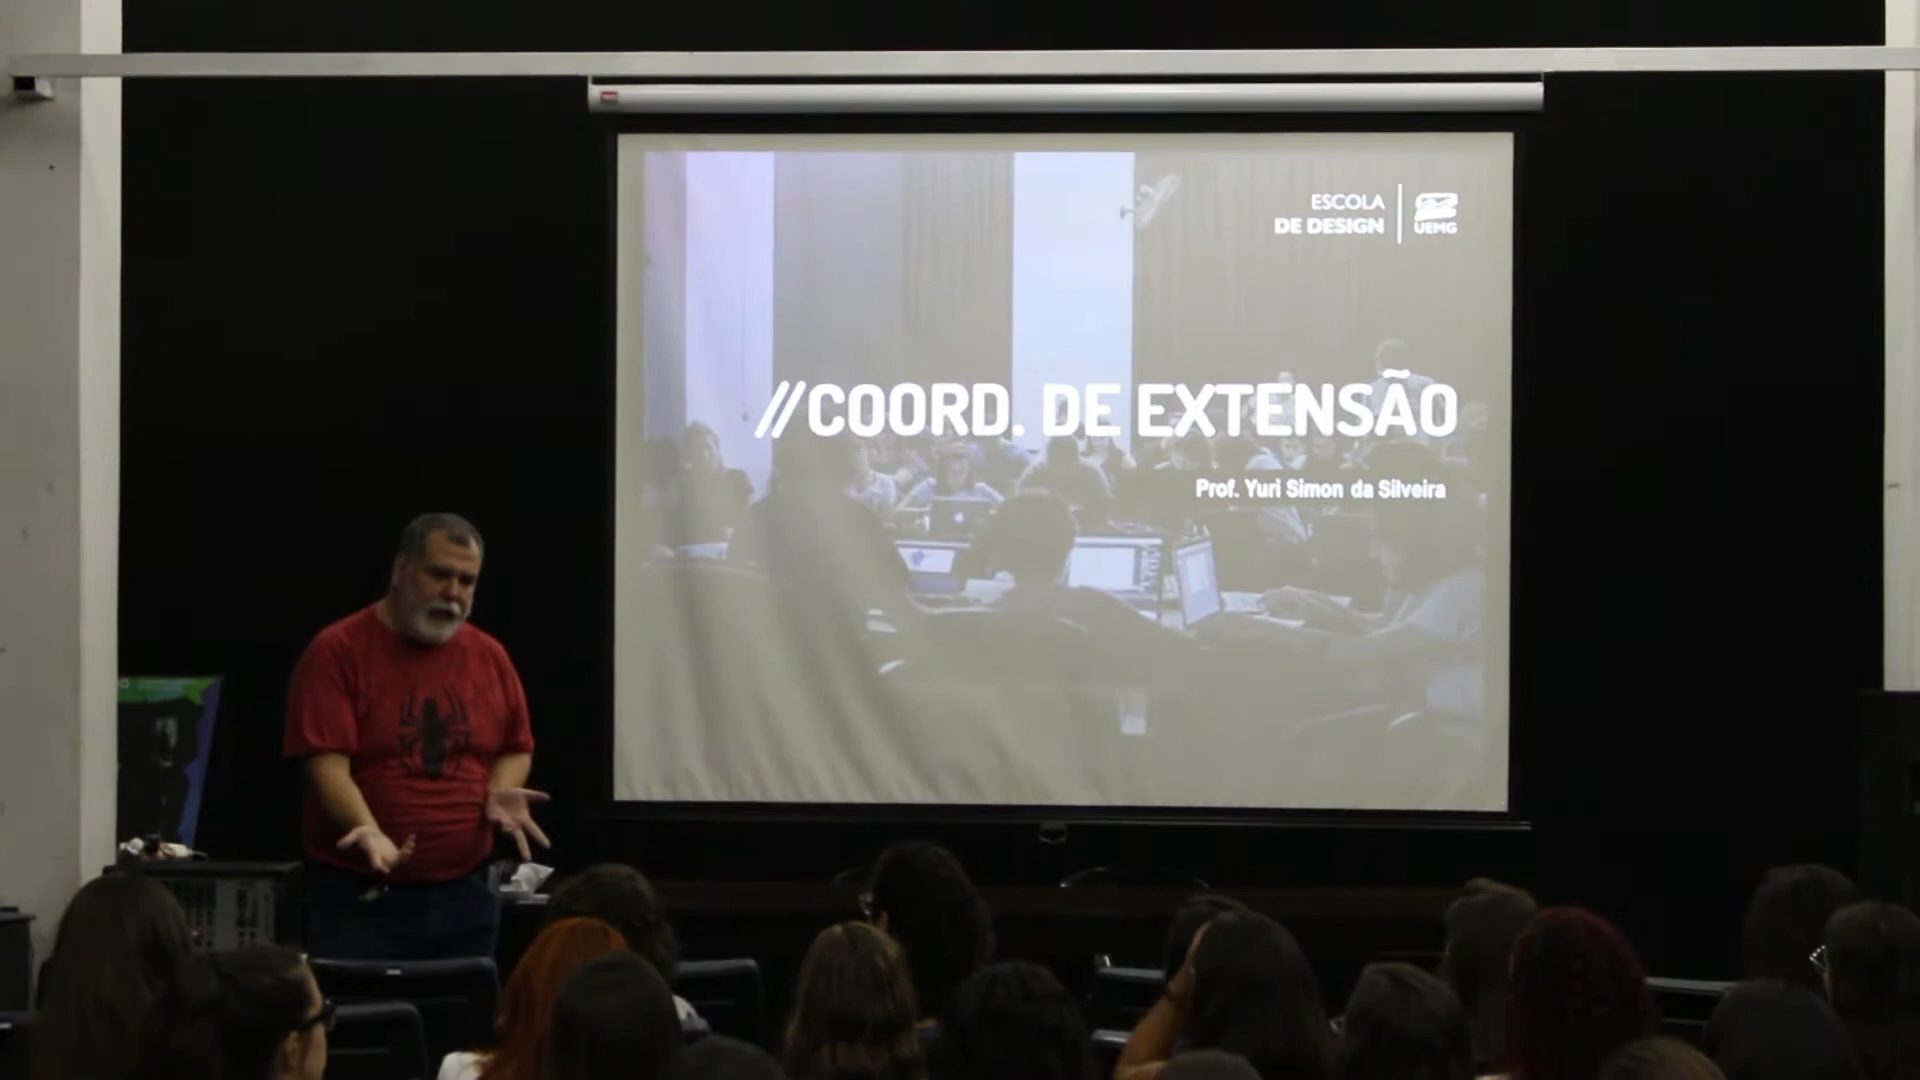 ESCOLA
DE DESIGN
UEMG
//COORD. DE EXTENSÃO
Prof. Yuri Simon da Silveira